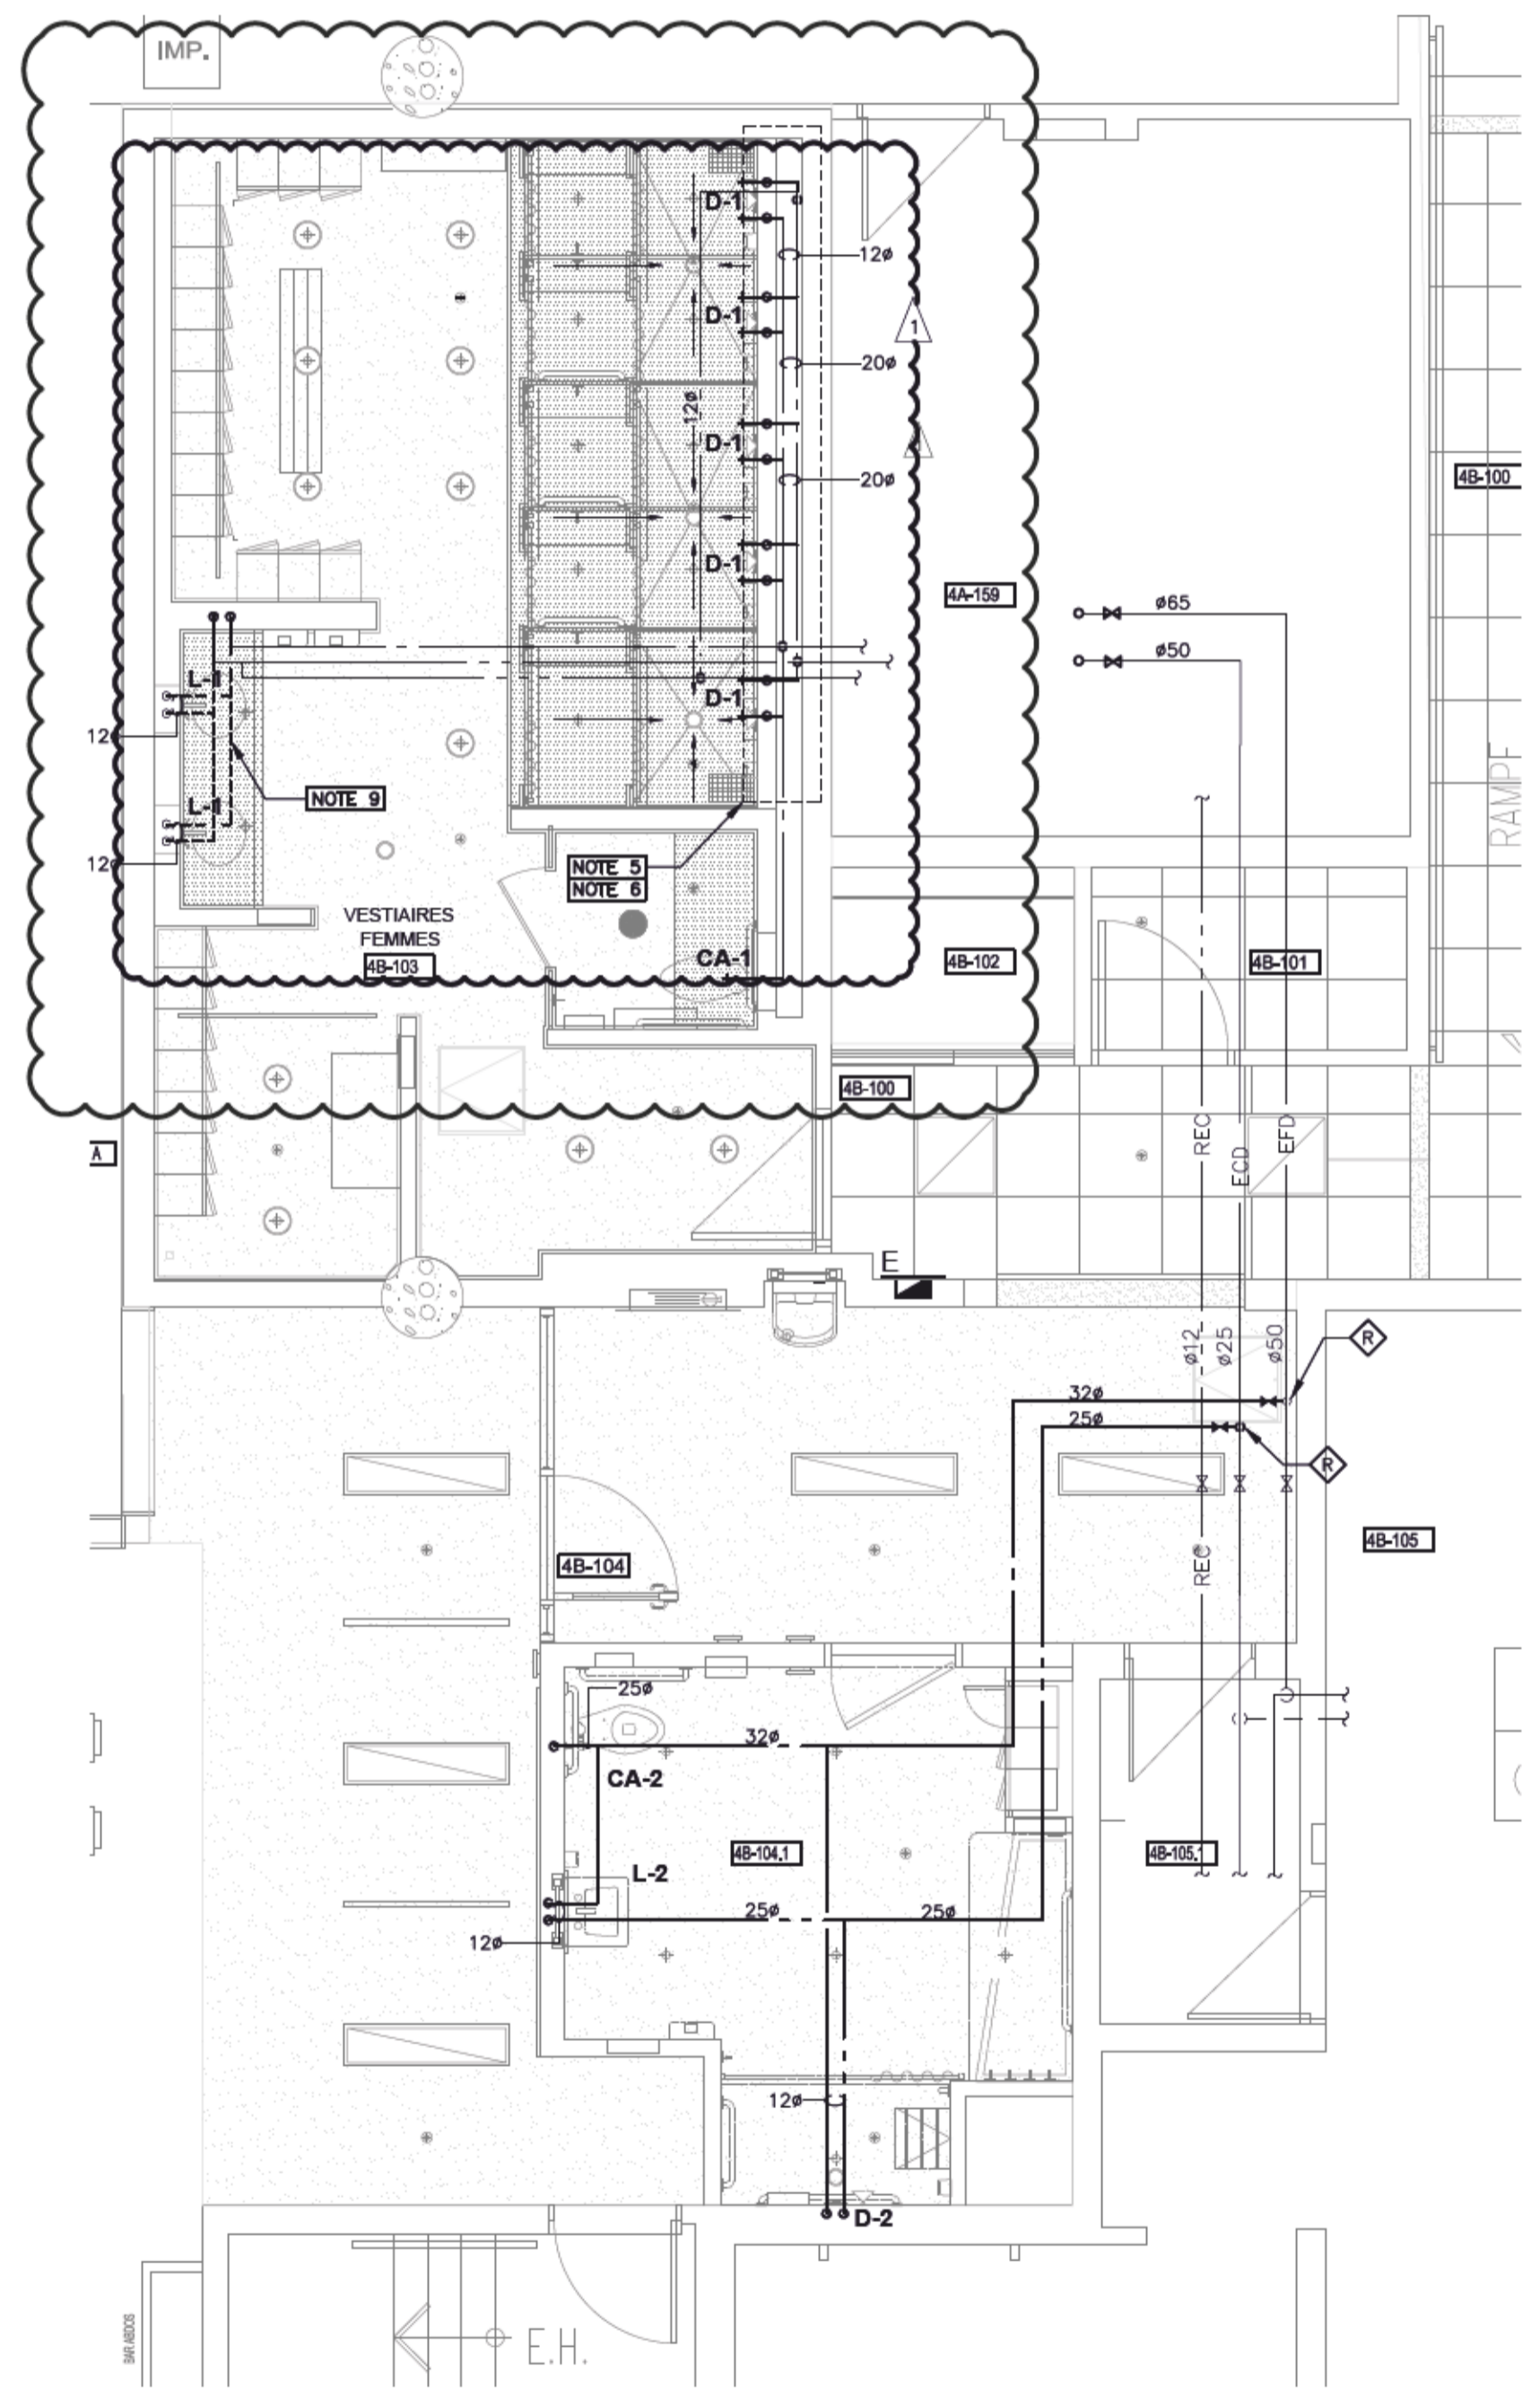 IMP.
D-1
12ø
D-1
1
20ø
12ø
D-1
20ø
4B-100
D-1
4A-159
ø65
ø50
L-1
D-1
12ø
NOTE 9
L-1
12ø
NOTE 5
NOTE 6
RAMPE
VESTIAIRES
FEMMES
4B-103
CA-1
4B-102
4B-101
4B-100
A
REC
ECD
EFD
E
ø12
ø25
ø50
R
32ø
25ø
R
4B-104
REC
4B-105
25ø
32ø
CA-2
4B-104.1
4B-105.1
L-2
25ø
25ø
12ø
12ø
D-2
BAR ABDOS
E.H.